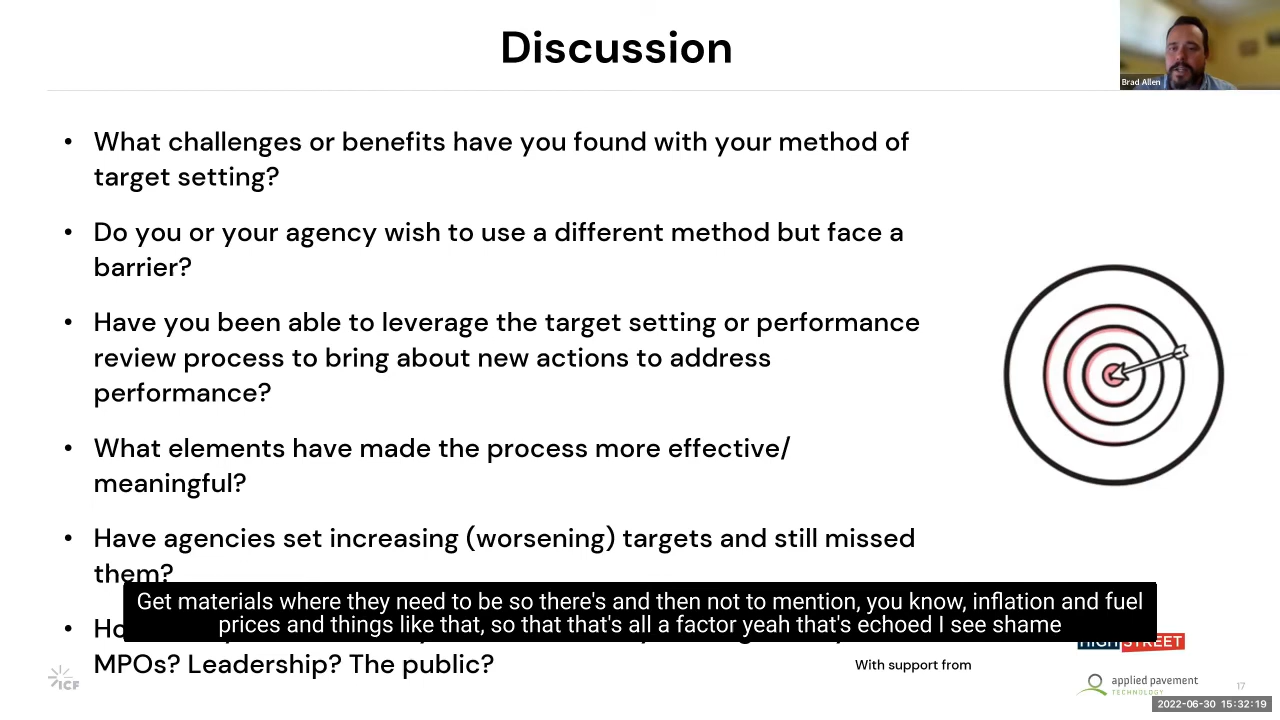 Discussion
Brad Allen
• What challenges or benefits have you found with your method of
target setting?
• Do you or your agency wish to use a different method but face a
barrier?
• Have you been able to leverage the target setting or performance
review process to bring about new actions to address
performance?
• What elements have made the process more effective/
meaningful?
• Have agencies set increasing (worsening) targets and still missed
them?
Get materials where they need to be so there's and then not to mention, you know, inflation and fuel
prices and things like that, so that that's all a factor yeah that's echoed I see shame
•
MPOs? Leadership? The public?
HIGH STREET
With support from
ICF
applied pavement
TECHNOLOGY
17
2022-06-30 15:32:19